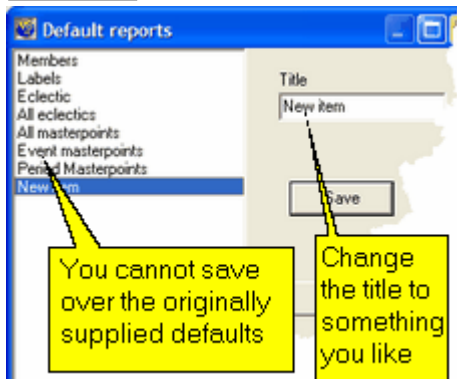 Default reports
Members
Labels
Eclectic
All eclectics
All masterpoints
Event masterpoints
Period Masterpoints
New item
Title
New item
Save
You cannot save
over the originally
supplied defaults
Change
the title to
something
you like